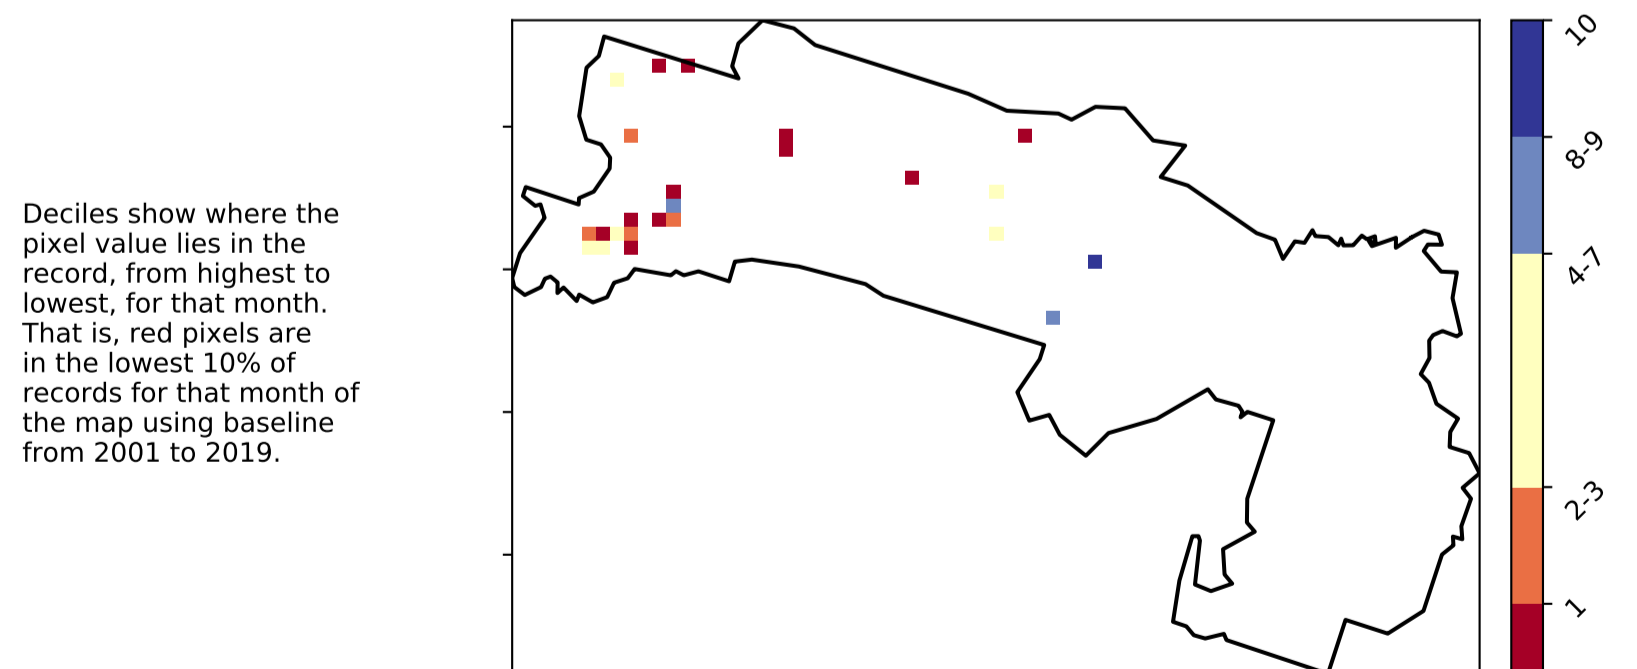 Deciles show where the
pixel value lies in the
record, from highest to
lowest, for that month.
That is, red pixels are
in the lowest 10% of
records for that month of
the map using baseline
from 2001 to 2019.
10
8-9
4-7
2-3
1